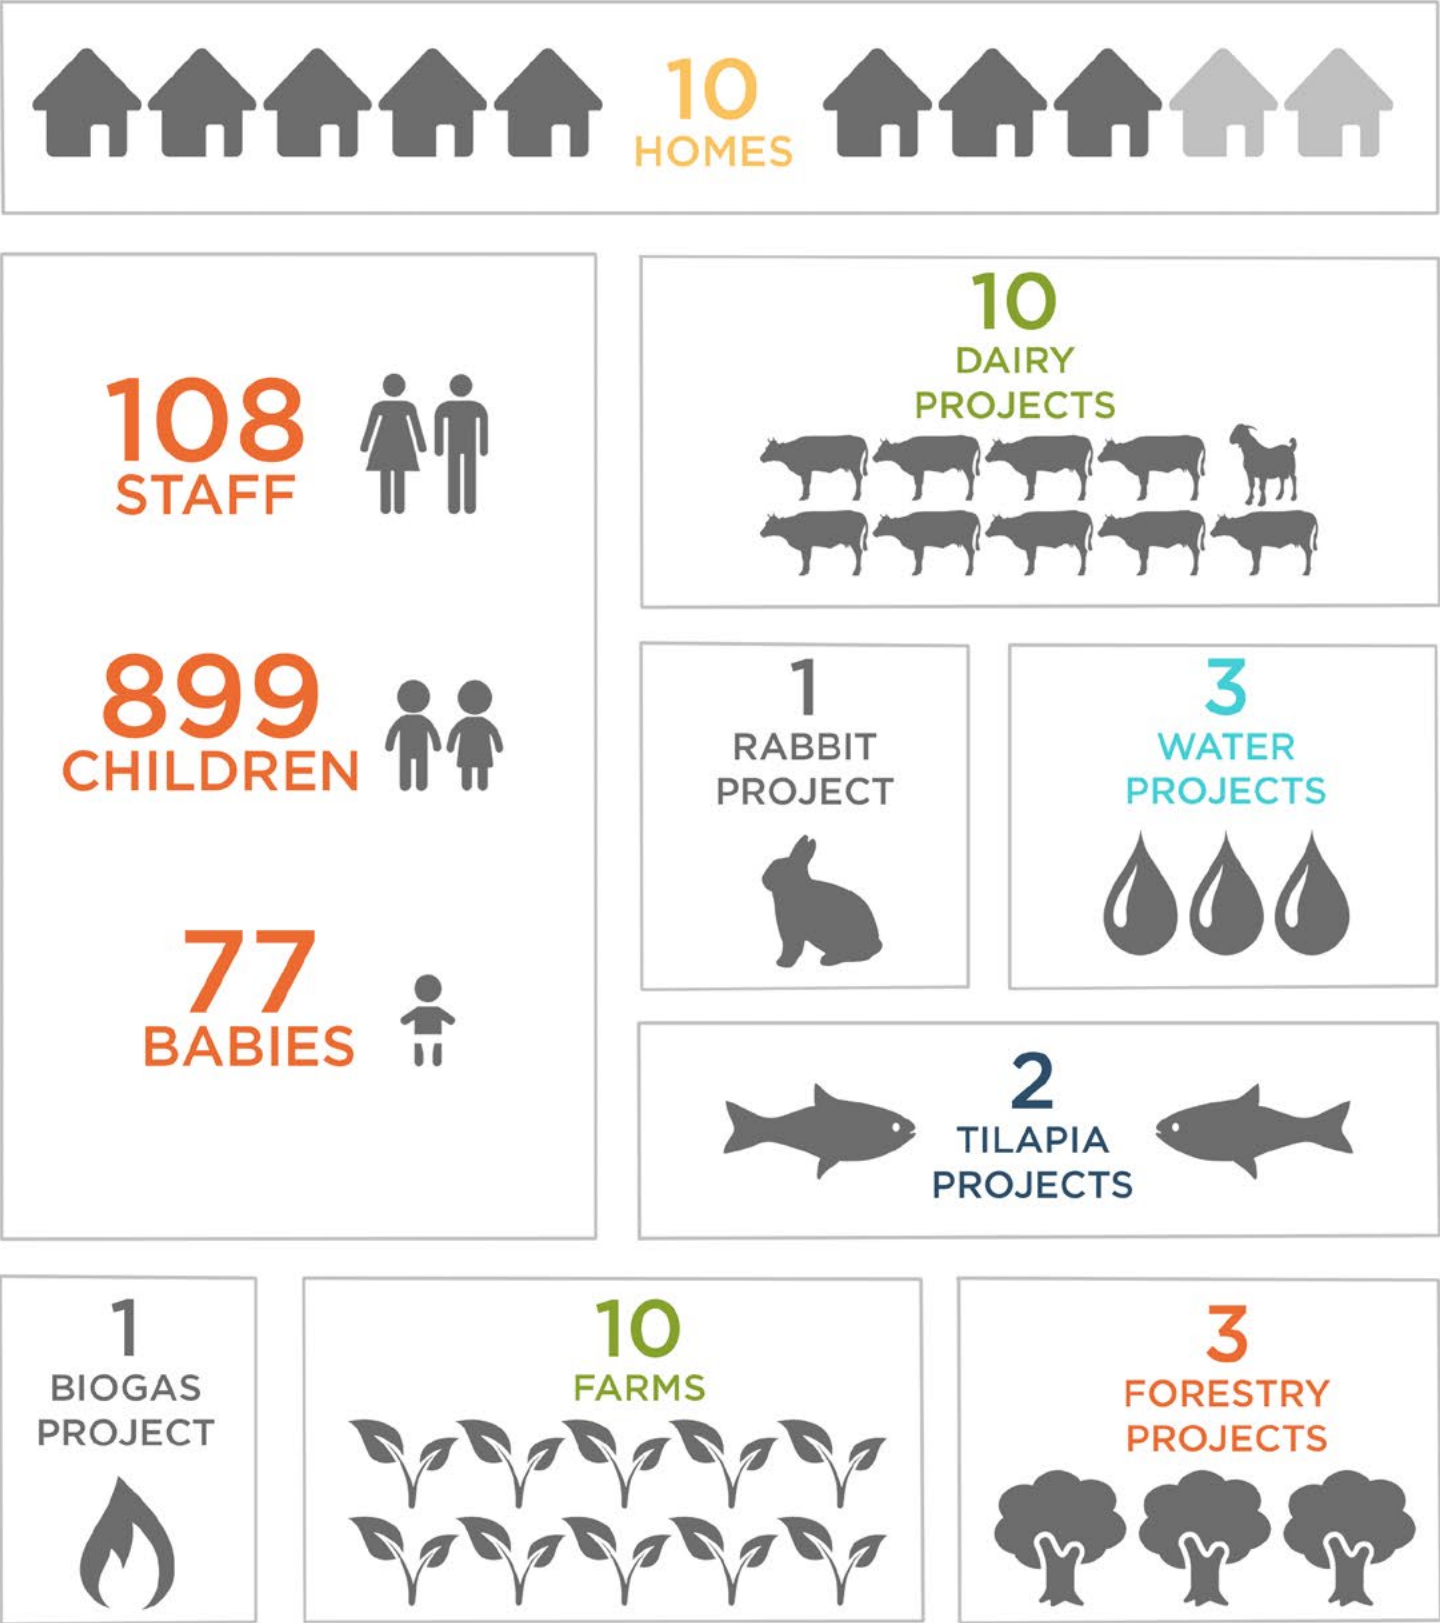 10
HOMES
108
STAFF
899
CHILDREN
77
BABIES
10
DAIRY
PROJECTS
1
RABBIT
PROJECT
3
WATER
PROJECTS
2
TILAPIA
PROJECTS
1
BIOGAS
PROJECT
10
FARMS
3
FORESTRY
PROJECTS